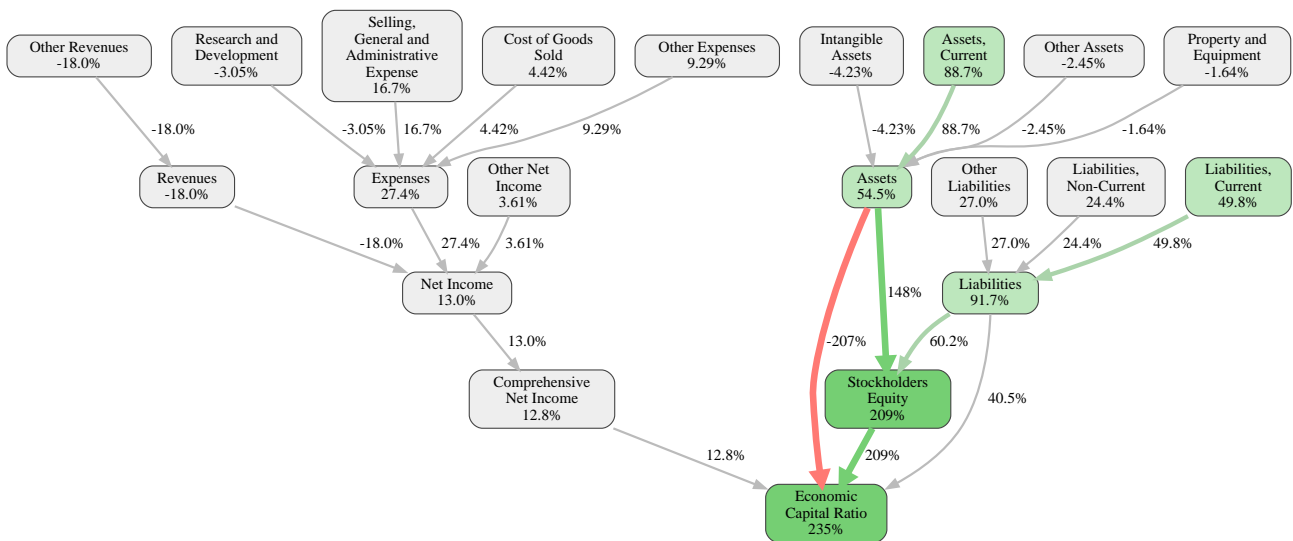 Other Revenues
-18.0%
Research and
Development
-3.05%
Selling,
General and
Administrative
Expense
16.7%
Cost of Goods
Sold
4.42%
Other Expenses
9.29%
Intangible
Assets
-4.23%
Assets,
Current
88.7%
Other Assets
-2.45%
Property and
Equipment
-1.64%
-18.0%
-3.05%
16.7%
4.42%
9.29%
-4.23%
88.7%
-2.45%
-1.64%
Revenues
-18.0%
Expenses
27.4%
Other Net
Income
3.61%
Assets
54.5%
Other
Liabilities
27.0%
Liabilities,
Non-Current
24.4%
Liabilities,
Current
49.8%
-18.0%
27.4%
3.61%
27.0%
24.4%
49.8%
Net Income
13.0%
148%
Liabilities
91.7%
13.0%
-207%
60.2%
Comprehensive
Net Income
12.8%
Stockholders
Equity
209%
40.5%
12.8%
209%
Economic
Capital Ratio
235%